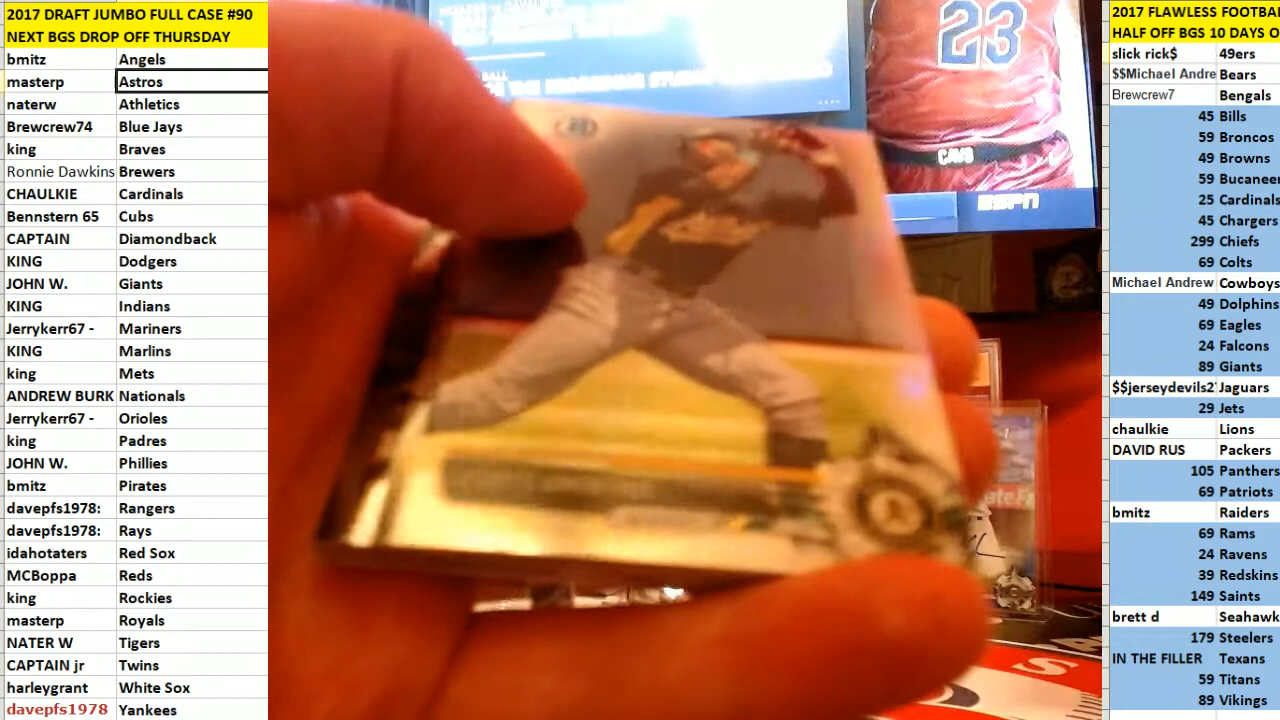 2017 DRAFT JUMBO FULL CASE #90
NEXT BGS DROP OFF THURSDAY
bmitz Angels
masterp Astros
naterw Athletics
Brewcrew74 Blue Jays
king Braves
Ronnie Dawkins Brewers
CHAULKIE Cardinals
Bennstern 65 Cubs
CAPTAIN Diamondback
KING Dodgers
JOHN W. Giants
KING Indians
Jerrykerr67 - Mariners
KING Marlins
king Mets
ANDREW BURK Nationals
Jerrykerr67 - Orioles
king Padres
JOHN W. Phillies
bmitz Pirates
davepfs1978: Rangers
davepfs1978: Rays
idahotaters Red Sox
MCBoppa Reds
king Rockies
masterp Royals
NATER W Tigers
CAPTAIN jr Twins
harleygrant White Sox
davepfs1978 Yankees
23
CAVS
ESPN
2017 FLAWLESS FOOTBA
HALF OFF BGS 10 DAYS O
slick rick$ 49ers
$$Michael Andre Bears
Brewcrew7 Bengals
45 Bills
59 Broncos
49 Browns
59 Bucaneer
25 Cardinals
45 Chargers
299 Chiefs
69 Colts
Michael Andrew Cowboys
49 Dolphins
69 Eagles
24 Falcons
89 Giants
$$jerseydevils2 Jaguars
29 Jets
chaulkie Lions
DAVID RUS Packers
105 Panthers
69 Patriots
bmitz Raiders
69 Rams
24 Ravens
39 Redskins
149 Saints
brett d Seahawk
179 Steelers
IN THE FILLER Texans
59 Titans
89 Vikings